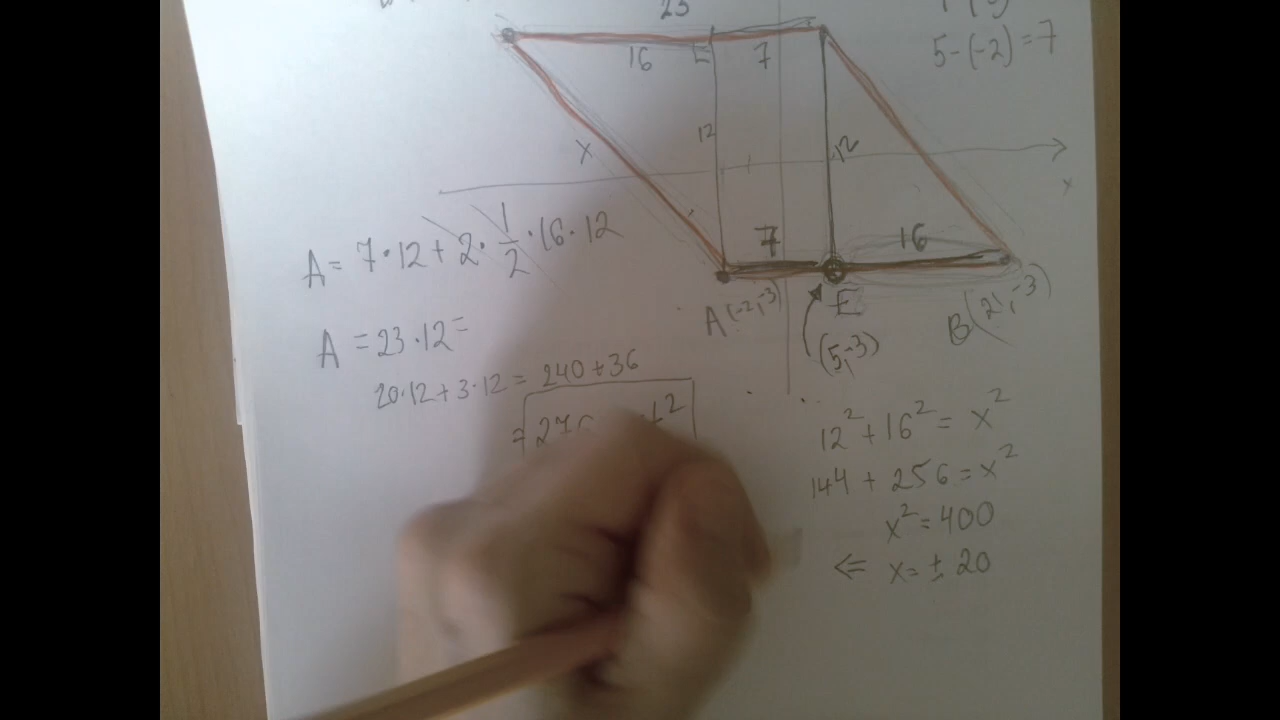 23
5-(-2)=7
16 E 7
12 12
X
x
7 16
A= 7·12+ 2·1/2·16·12
A(-2,-3) E B(21,-3)
A =23·12=
(5,-3)
20·12+3·12= 240+36
12²+16²= x²
144 + 256=x²
x²=400
<= x=± 20